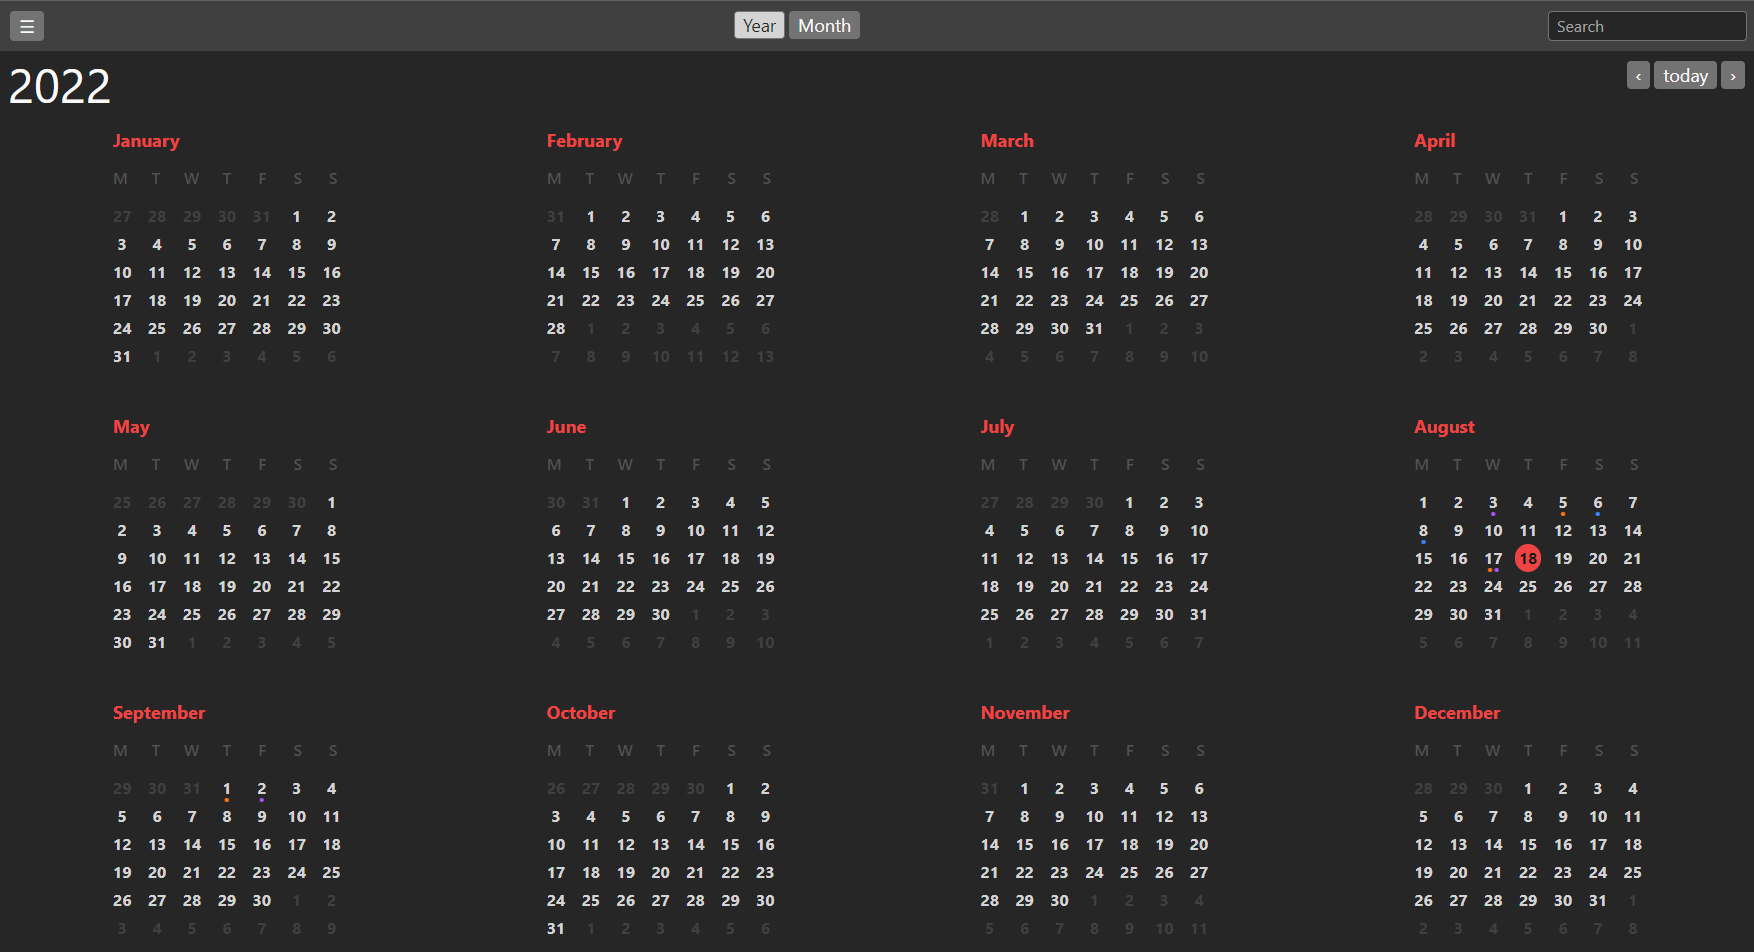 ☰ Year Month Search
2022 ‹ today ›
January February March April
M T W T F S S M T W T F S S M T W T F S S M T W T F S S
27 28 29 30 31 1 2 31 1 2 3 4 5 6 28 1 2 3 4 5 6 28 29 30 31 1 2 3
3 4 5 6 7 8 9 7 8 9 10 11 12 13 7 8 9 10 11 12 13 4 5 6 7 8 9 10
10 11 12 13 14 15 16 14 15 16 17 18 19 20 14 15 16 17 18 19 20 11 12 13 14 15 16 17
17 18 19 20 21 22 23 21 22 23 24 25 26 27 21 22 23 24 25 26 27 18 19 20 21 22 23 24
24 25 26 27 28 29 30 28 1 2 3 4 5 6 28 29 30 31 1 2 3 25 26 27 28 29 30 1
31 1 2 3 4 5 6 7 8 9 10 11 12 13 4 5 6 7 8 9 10 2 3 4 5 6 7 8
May June July August
M T W T F S S M T W T F S S M T W T F S S M T W T F S S
25 26 27 28 29 30 1 30 31 1 2 3 4 5 27 28 29 30 1 2 3 1 2 3 4 5 6 7
2 3 4 5 6 7 8 6 7 8 9 10 11 12 4 5 6 7 8 9 10 8 9 10 11 12 13 14
9 10 11 12 13 14 15 13 14 15 16 17 18 19 11 12 13 14 15 16 17 15 16 17 18 19 20 21
16 17 18 19 20 21 22 20 21 22 23 24 25 26 18 19 20 21 22 23 24 22 23 24 25 26 27 28
23 24 25 26 27 28 29 27 28 29 30 1 2 3 25 26 27 28 29 30 31 29 30 31 1 2 3 4
30 31 1 2 3 4 5 4 5 6 7 8 9 10 1 2 3 4 5 6 7 5 6 7 8 9 10 11
September October November December
M T W T F S S M T W T F S S M T W T F S S M T W T F S S
29 30 31 1 2 3 4 26 27 28 29 30 1 2 31 1 2 3 4 5 6 28 29 30 1 2 3 4
5 6 7 8 9 10 11 3 4 5 6 7 8 9 7 8 9 10 11 12 13 5 6 7 8 9 10 11
12 13 14 15 16 17 18 10 11 12 13 14 15 16 14 15 16 17 18 19 20 12 13 14 15 16 17 18
19 20 21 22 23 24 25 17 18 19 20 21 22 23 21 22 23 24 25 26 27 19 20 21 22 23 24 25
26 27 28 29 30 1 2 24 25 26 27 28 29 30 28 29 30 1 2 3 4 26 27 28 29 30 31 1
3 4 5 6 7 8 9 31 1 2 3 4 5 6 5 6 7 8 9 10 11 2 3 4 5 6 7 8